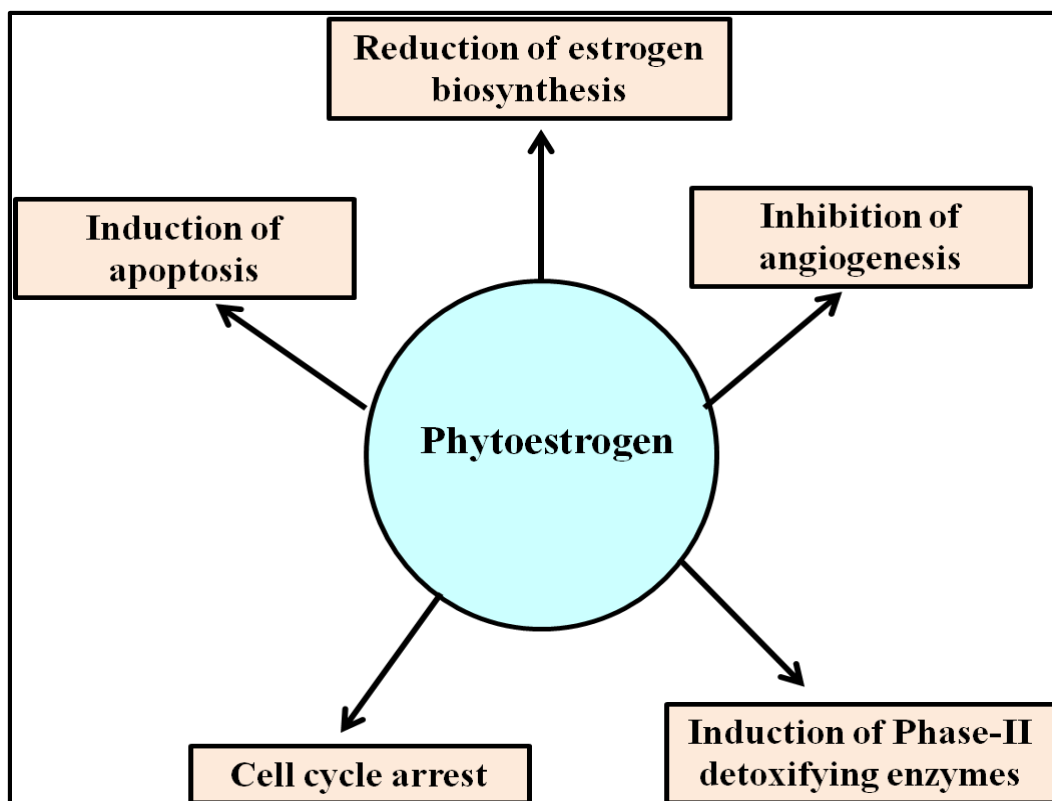 Reduction of estrogen
biosynthesis
Induction of
apoptosis
Inhibition of
angiogenesis
Phytoestrogen
Cell cycle arrest
Induction of Phase-II
detoxifying enzymes